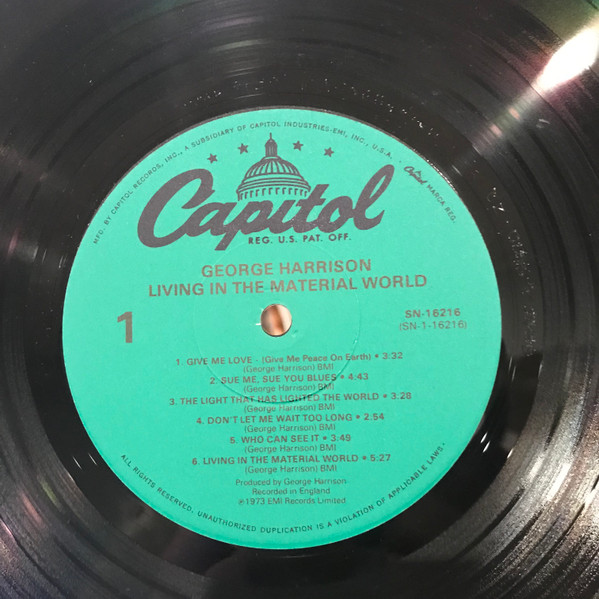 MFD. BY CAPITOL RECORDS, INC., A SUBSIDIARY OF CAPITOL INDUSTRIES-EMI, INC., U.S.A. • Capitol MARCA REG.
Capitol
REG. U.S. PAT. OFF.
GEORGE HARRISON
LIVING IN THE MATERIAL WORLD
1
SN-16216
(SN-1-16216)
1. GIVE ME LOVE - (Give Me Peace On Earth) • 3:32
(George Harrison) BMI
2. SUE ME, SUE YOU BLUES • 4:43
(George Harrison) BMI
3. THE LIGHT THAT HAS LIGHTED THE WORLD • 3:28
(George Harrison) BMI
4. DON'T LET ME WAIT TOO LONG • 2:54
(George Harrison) BMI
5. WHO CAN SEE IT • 3:48
(George Harrison) BMI
6. LIVING IN THE MATERIAL WORLD • 5:27
(George Harrison) BMI
Produced by George Harrison
Recorded in England
℗1973 EMI Records Limited
ALL RIGHTS RESERVED. UNAUTHORIZED DUPLICATION IS A VIOLATION OF APPLICABLE LAWS •